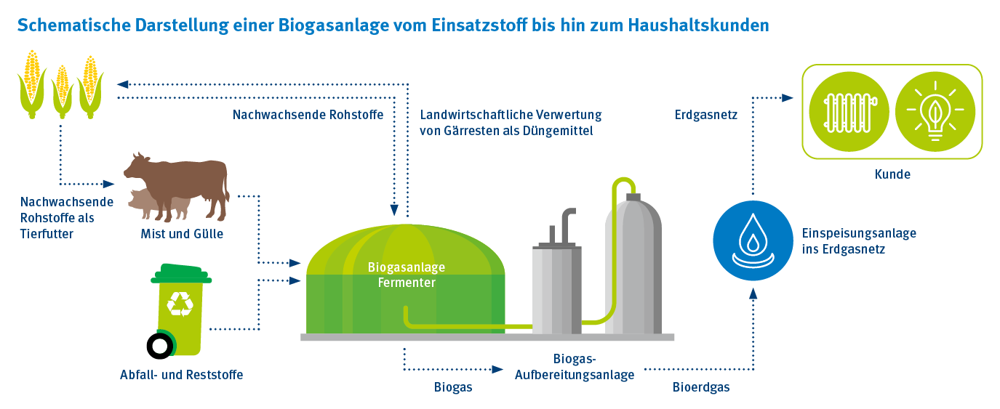 Schematische Darstellung einer Biogasanlage vom Einsatzstoff bis hin zum Haushaltskunden
Nachwachsende Rohstoffe
Landwirtschaftliche Verwertung
von Gärresten als Düngemittel
Erdgasnetz
Kunde
Nachwachsende
Rohstoffe als
Tierfutter
Mist und Gülle
Einspeisungsanlage
ins Erdgasnetz
Biogasanlage
Fermenter
Abfall- und Reststoffe
Biogas
Biogas-
Aufbereitungsanlage
Bioerdgas